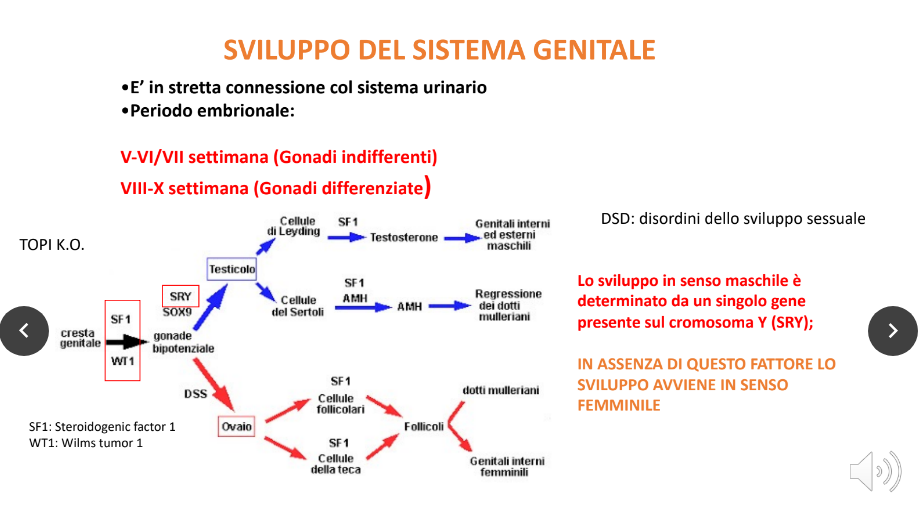 SVILUPPO DEL SISTEMA GENITALE
•E’ in stretta connessione col sistema urinario
•Periodo embrionale:
V-VI/VII settimana (Gonadi indifferenti)
VIII-X settimana (Gonadi differenziate)
DSD: disordini dello sviluppo sessuale
TOPI K.O.
Cellule
di Leyding
SF1
Testosterone
Genitali interni
ed esterni
maschili
Testicolo
SRY
SOX9
Cellule
del Sertoli
SF1
AMH
AMH
Regressione
dei dotti
mulleriani
cresta
genitale
SF1
WT1
gonade
bipotenziale
DSS
Ovaio
SF1
Cellule
follicolari
SF1
Cellule
della teca
Follicoli
dotti mulleriani
Genitali interni
femminili
SF1: Steroidogenic factor 1
WT1: Wilms tumor 1
Lo sviluppo in senso maschile è
determinato da un singolo gene
presente sul cromosoma Y (SRY);
IN ASSENZA DI QUESTO FATTORE LO
SVILUPPO AVVIENE IN SENSO
FEMMINILE